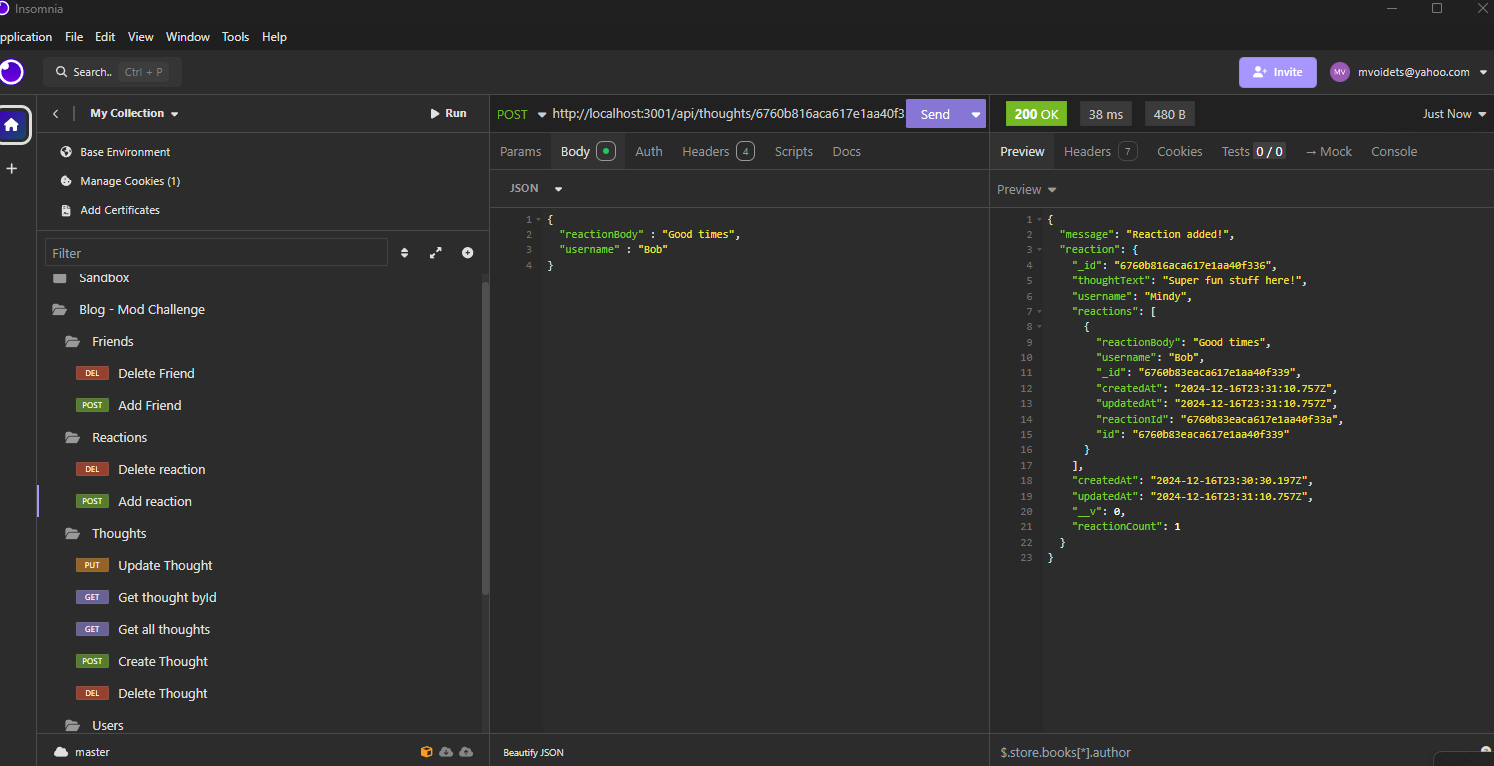 Insomnia
pplication File Edit View Window Tools Help
Search.. Ctrl + P
Invite
MV
mvoidets@yahoo.com
My Collection
Run
Base Environment
Manage Cookies (1)
Add Certificates
Filter
Sandbox
Blog - Mod Challenge
Friends
DEL Delete Friend
POST Add Friend
Reactions
DEL Delete reaction
POST Add reaction
Thoughts
PUT Update Thought
GET Get thought byId
GET Get all thoughts
POST Create Thought
DEL Delete Thought
Users
master
POST http://localhost:3001/api/thoughts/6760b816aca617e1aa40f3 Send
Params Body Auth Headers 4 Scripts Docs
JSON
1 {
2 "reactionBody" : "Good times",
3 "username" : "Bob"
4 }
Beautify JSON
200 OK 38 ms 480 B Just Now
Preview Headers 7 Cookies Tests 0 / 0 → Mock Console
Preview
1 {
2 "message": "Reaction added!",
3 "reaction": {
4 "_id": "6760b816aca617e1aa40f336",
5 "thoughtText": "Super fun stuff here!",
6 "username": "Mindy",
7 "reactions": [
8 {
9 "reactionBody": "Good times",
10 "username": "Bob",
11 "_id": "6760b83eaca617e1aa40f339",
12 "createdAt": "2024-12-16T23:31:10.757Z",
13 "updatedAt": "2024-12-16T23:31:10.757Z",
14 "reactionId": "6760b83eaca617e1aa40f33a",
15 "id": "6760b83eaca617e1aa40f339"
16 }
17 ],
18 "createdAt": "2024-12-16T23:30:30.197Z",
19 "updatedAt": "2024-12-16T23:31:10.757Z",
20 "__v": 0,
21 "reactionCount": 1
22 }
23 }
$.store.books[*].author